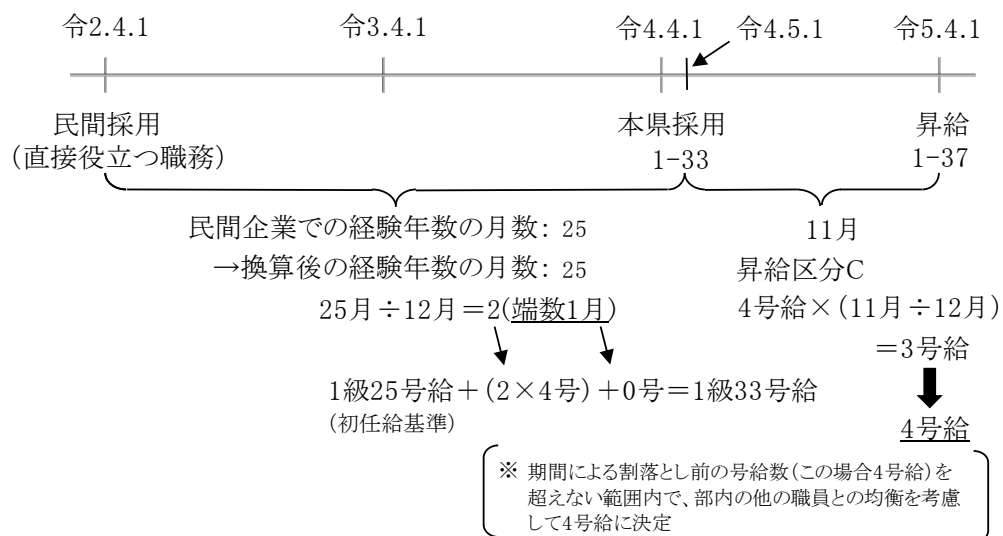 令2.4.1 令3.4.1 令4.4.1 令4.5.1 令5.4.1
民間採用 本県採用 昇給
(直接役立つ職務) 1-33 1-37
民間企業での経験年数の月数: 25 11月
→換算後の経験年数の月数: 25 昇給区分C
25月÷12月=2(端数1月) 4号給×(11月÷12月)
=3号給
1級25号給+(2×4号)+0号=1級33号給
(初任給基準) 4号給
※ 期間による割落とし前の号給数(この場合4号給)を
超えない範囲内で、部内の他の職員との均衡を考慮
して4号給に決定